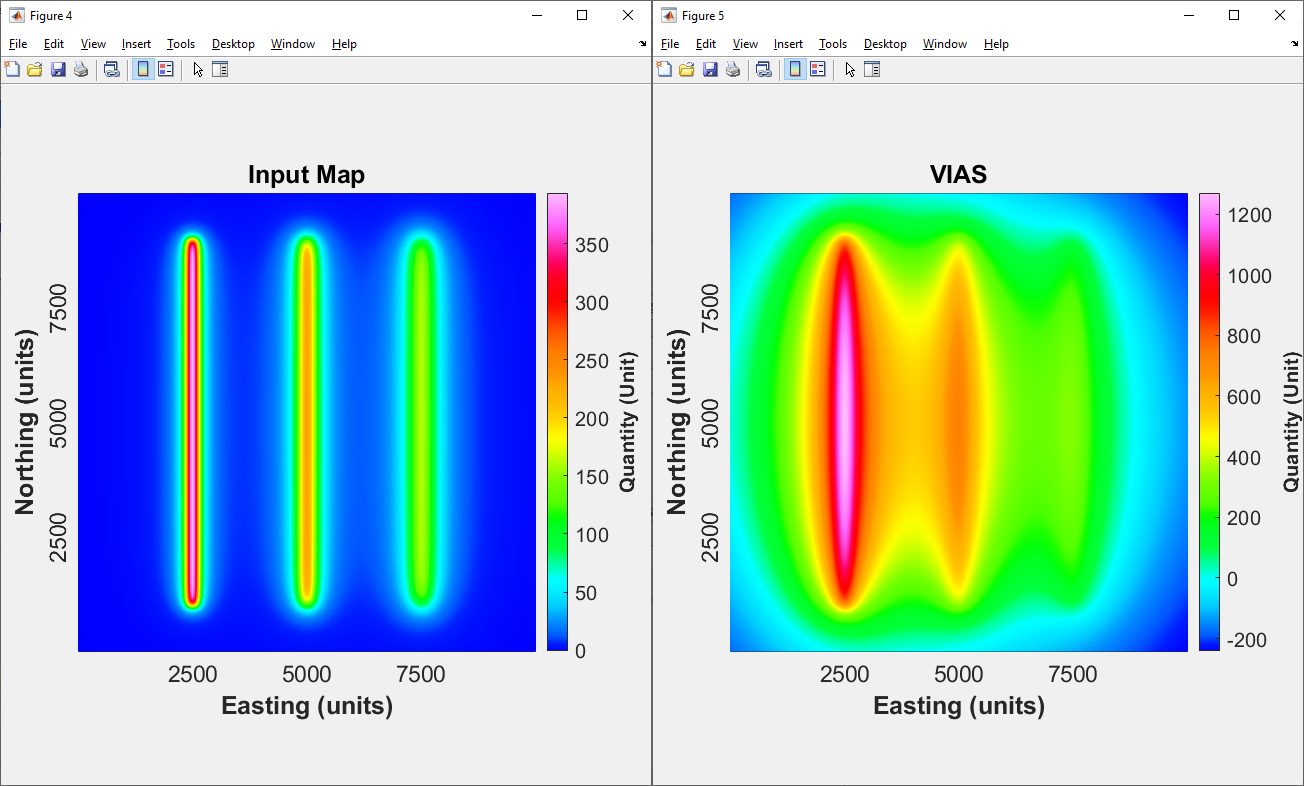 Figure 4
File Edit View Insert Tools Desktop Window Help
Input Map
350
300
250
200
150
100
50
0
Quantity (Unit)
7500
5000
2500
Northing (units)
2500 5000 7500
Easting (units)
Figure 5
File Edit View Insert Tools Desktop Window Help
VIAS
1200
1000
800
600
400
200
0
-200
Quantity (Unit)
7500
5000
2500
Northing (units)
2500 5000 7500
Easting (units)